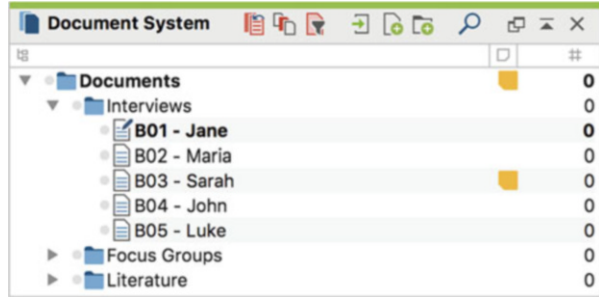 Document System
#
Documents 0
Interviews 0
B01 - Jane 0
B02 - Maria 0
B03 - Sarah 0
B04 - John 0
B05 - Luke 0
Focus Groups 0
Literature 0